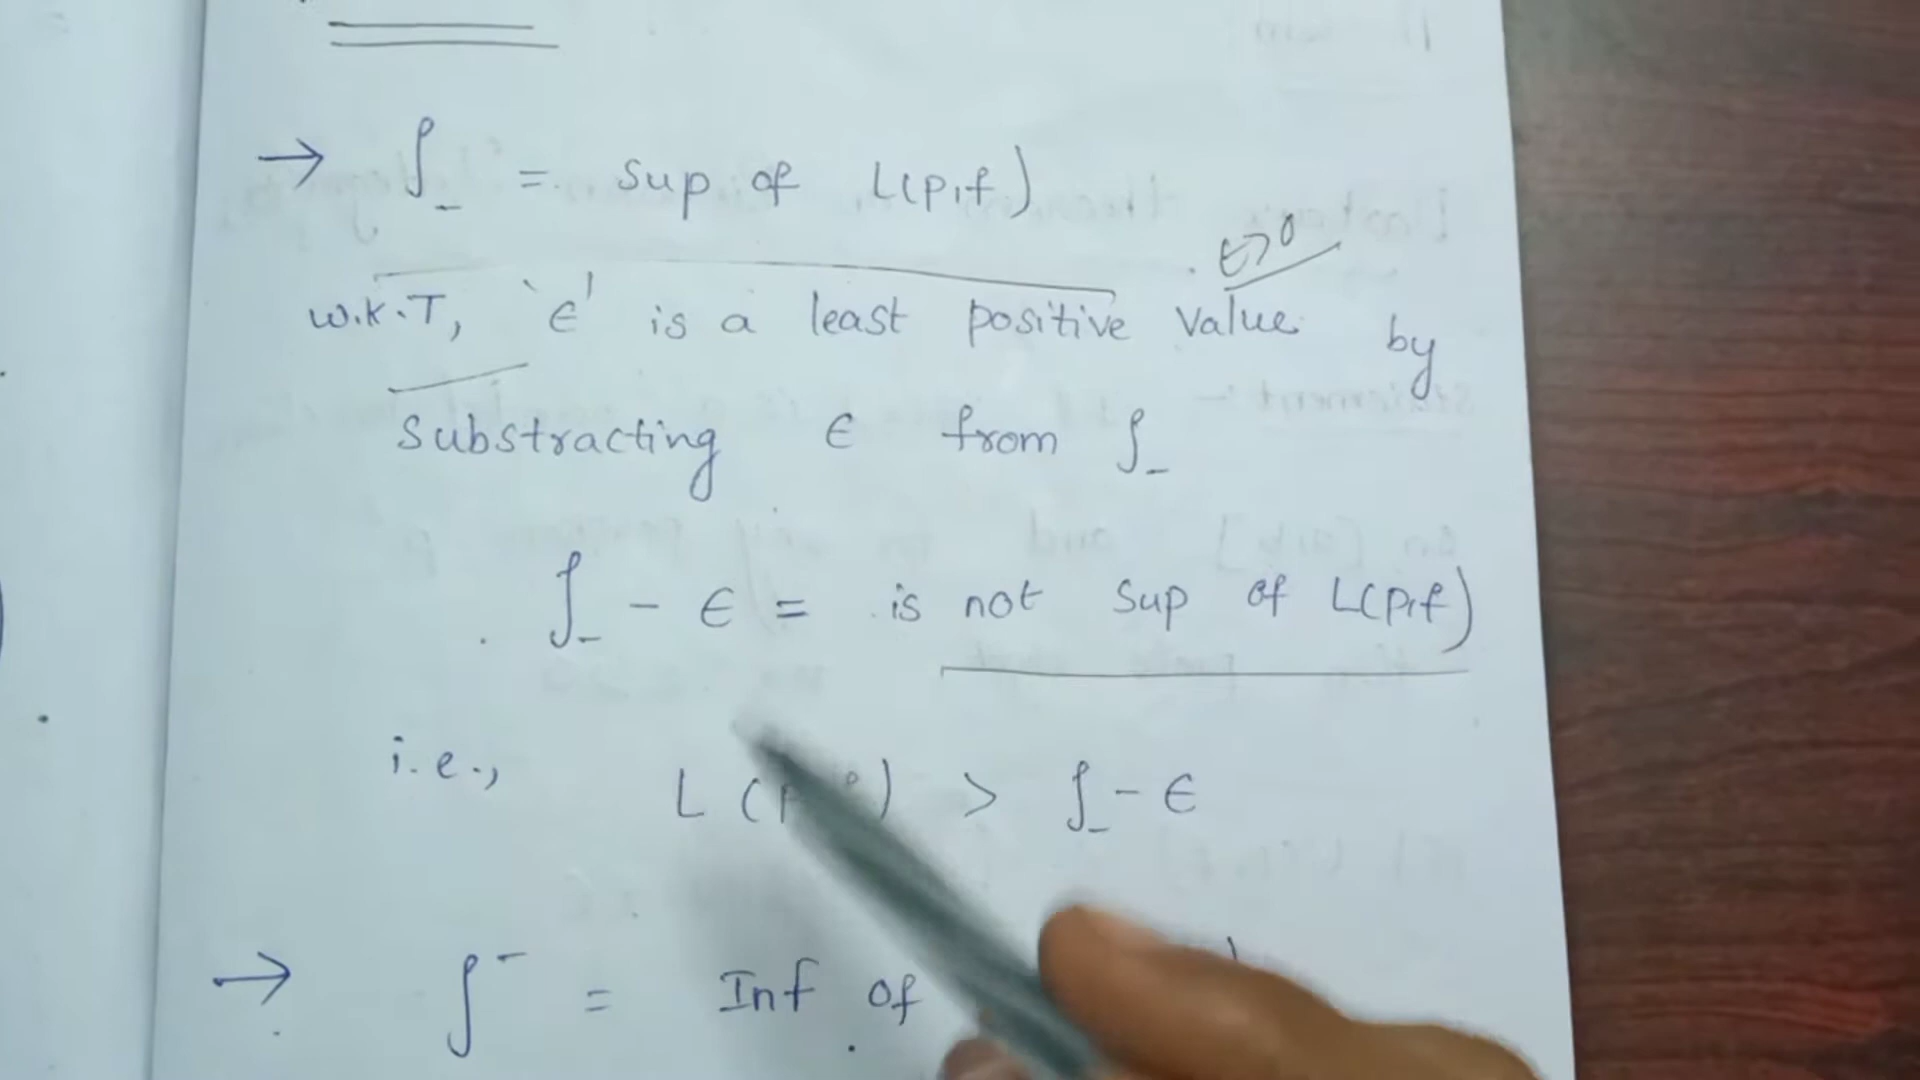 → ∫_ = sup of L(P,f)
ϵ>0
w.k.T, 'ϵ' is a least positive value by
substracting ϵ from ∫_
∫_ - ϵ = is not sup of L(P,f)
i.e., L ( ) > ∫_ - ϵ
→ ∫‾ = Inf of